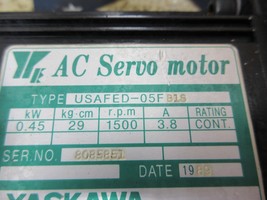 AC Servo motor
TYPE USAFED-05F
kW kg·cm r.p.m A RATING
0.45 29 1500 3.8 CONT.
SER.NO
DATE 19
YASKAWA